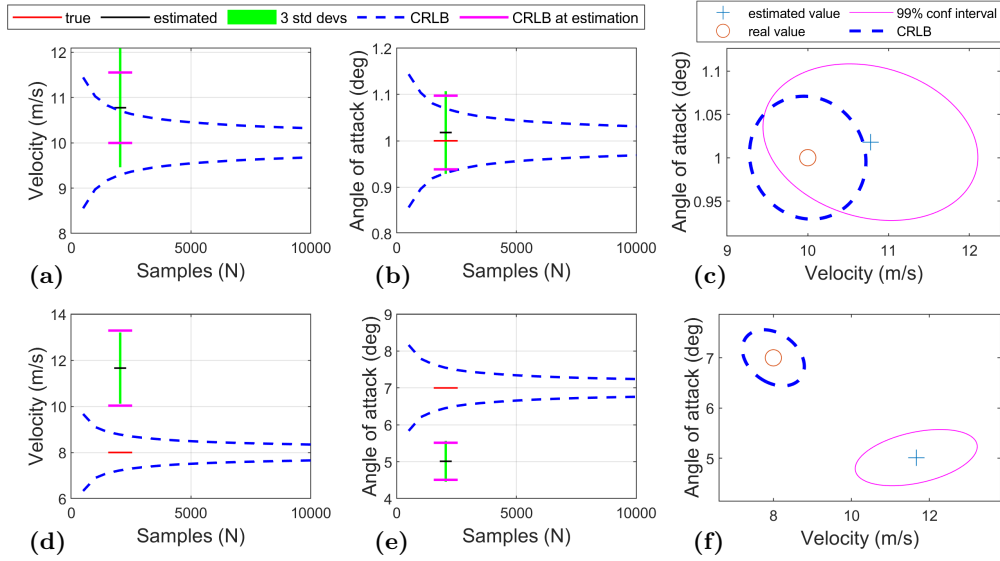 true estimated 3 std devs CRLB CRLB at estimation
estimated value 99% conf interval
real value CRLB
12
11
10
9
8
Velocity (m/s)
0 5000 10000
Samples (N)
(a)
1.2
1.1
1
0.9
0.8
Angle of attack (deg)
0 5000 10000
Samples (N)
(b)
1.1
1.05
1
0.95
Angle of attack (deg)
9 10 11 12
Velocity (m/s)
(c)
14
12
10
8
6
Velocity (m/s)
0 5000 10000
Samples (N)
(d)
9
8
7
6
5
4
Angle of attack (deg)
0 5000 10000
Samples (N)
(e)
7
6
5
Angle of attack (deg)
8 10 12
Velocity (m/s)
(f)